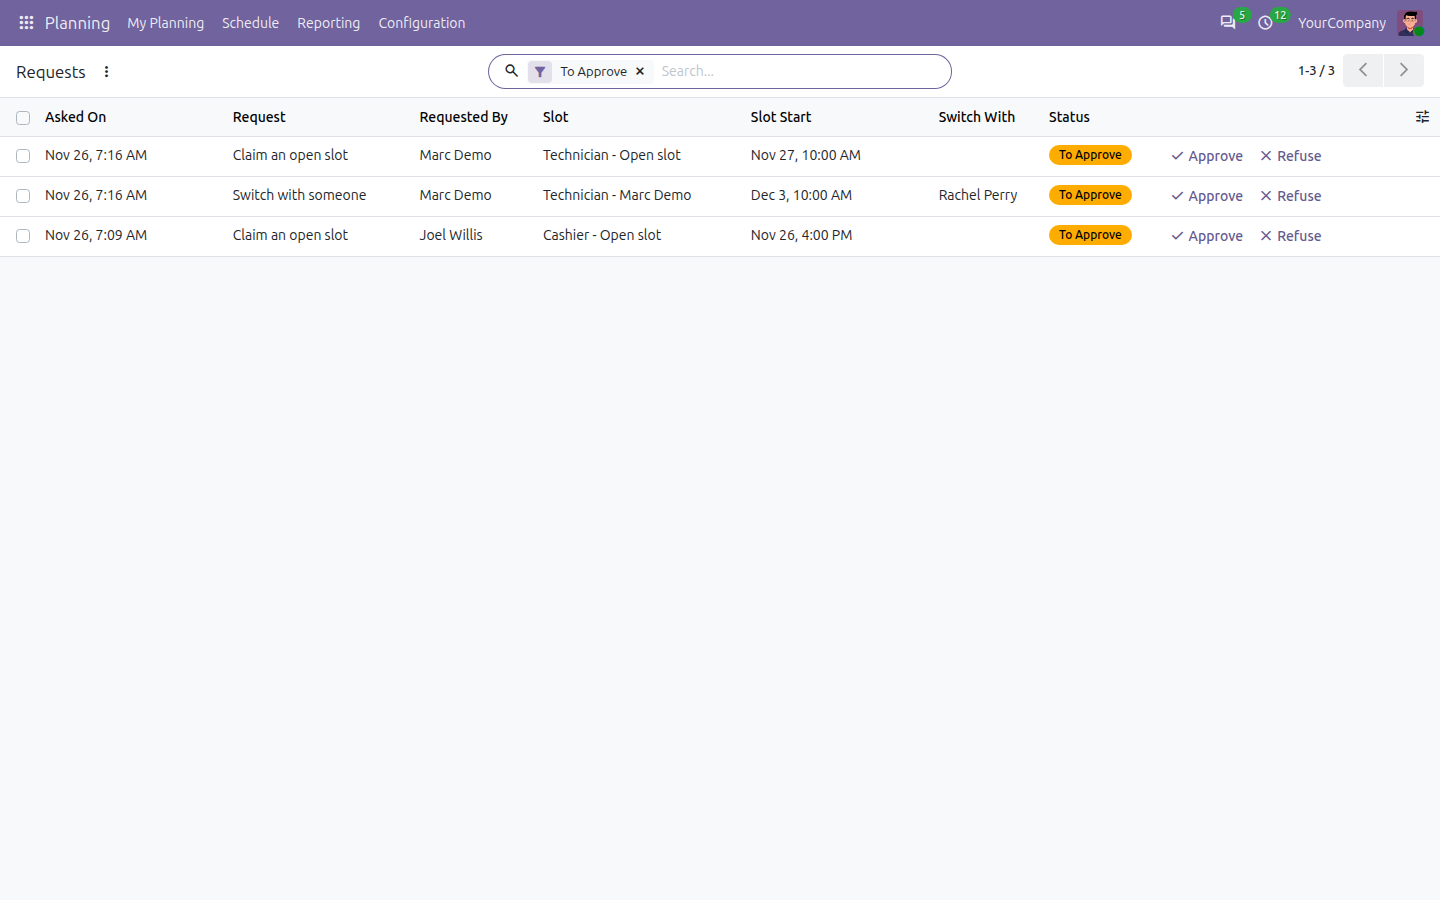 Planning My Planning Schedule Reporting Configuration 5 12 YourCompany
Requests To Approve Search... 1-3 / 3
Asked On Request Requested By Slot Slot Start Switch With Status
Nov 26, 7:16 AM Claim an open slot Marc Demo Technician - Open slot Nov 27, 10:00 AM To Approve Approve Refuse
Nov 26, 7:16 AM Switch with someone Marc Demo Technician - Marc Demo Dec 3, 10:00 AM Rachel Perry To Approve Approve Refuse
Nov 26, 7:09 AM Claim an open slot Joel Willis Cashier - Open slot Nov 26, 4:00 PM To Approve Approve Refuse